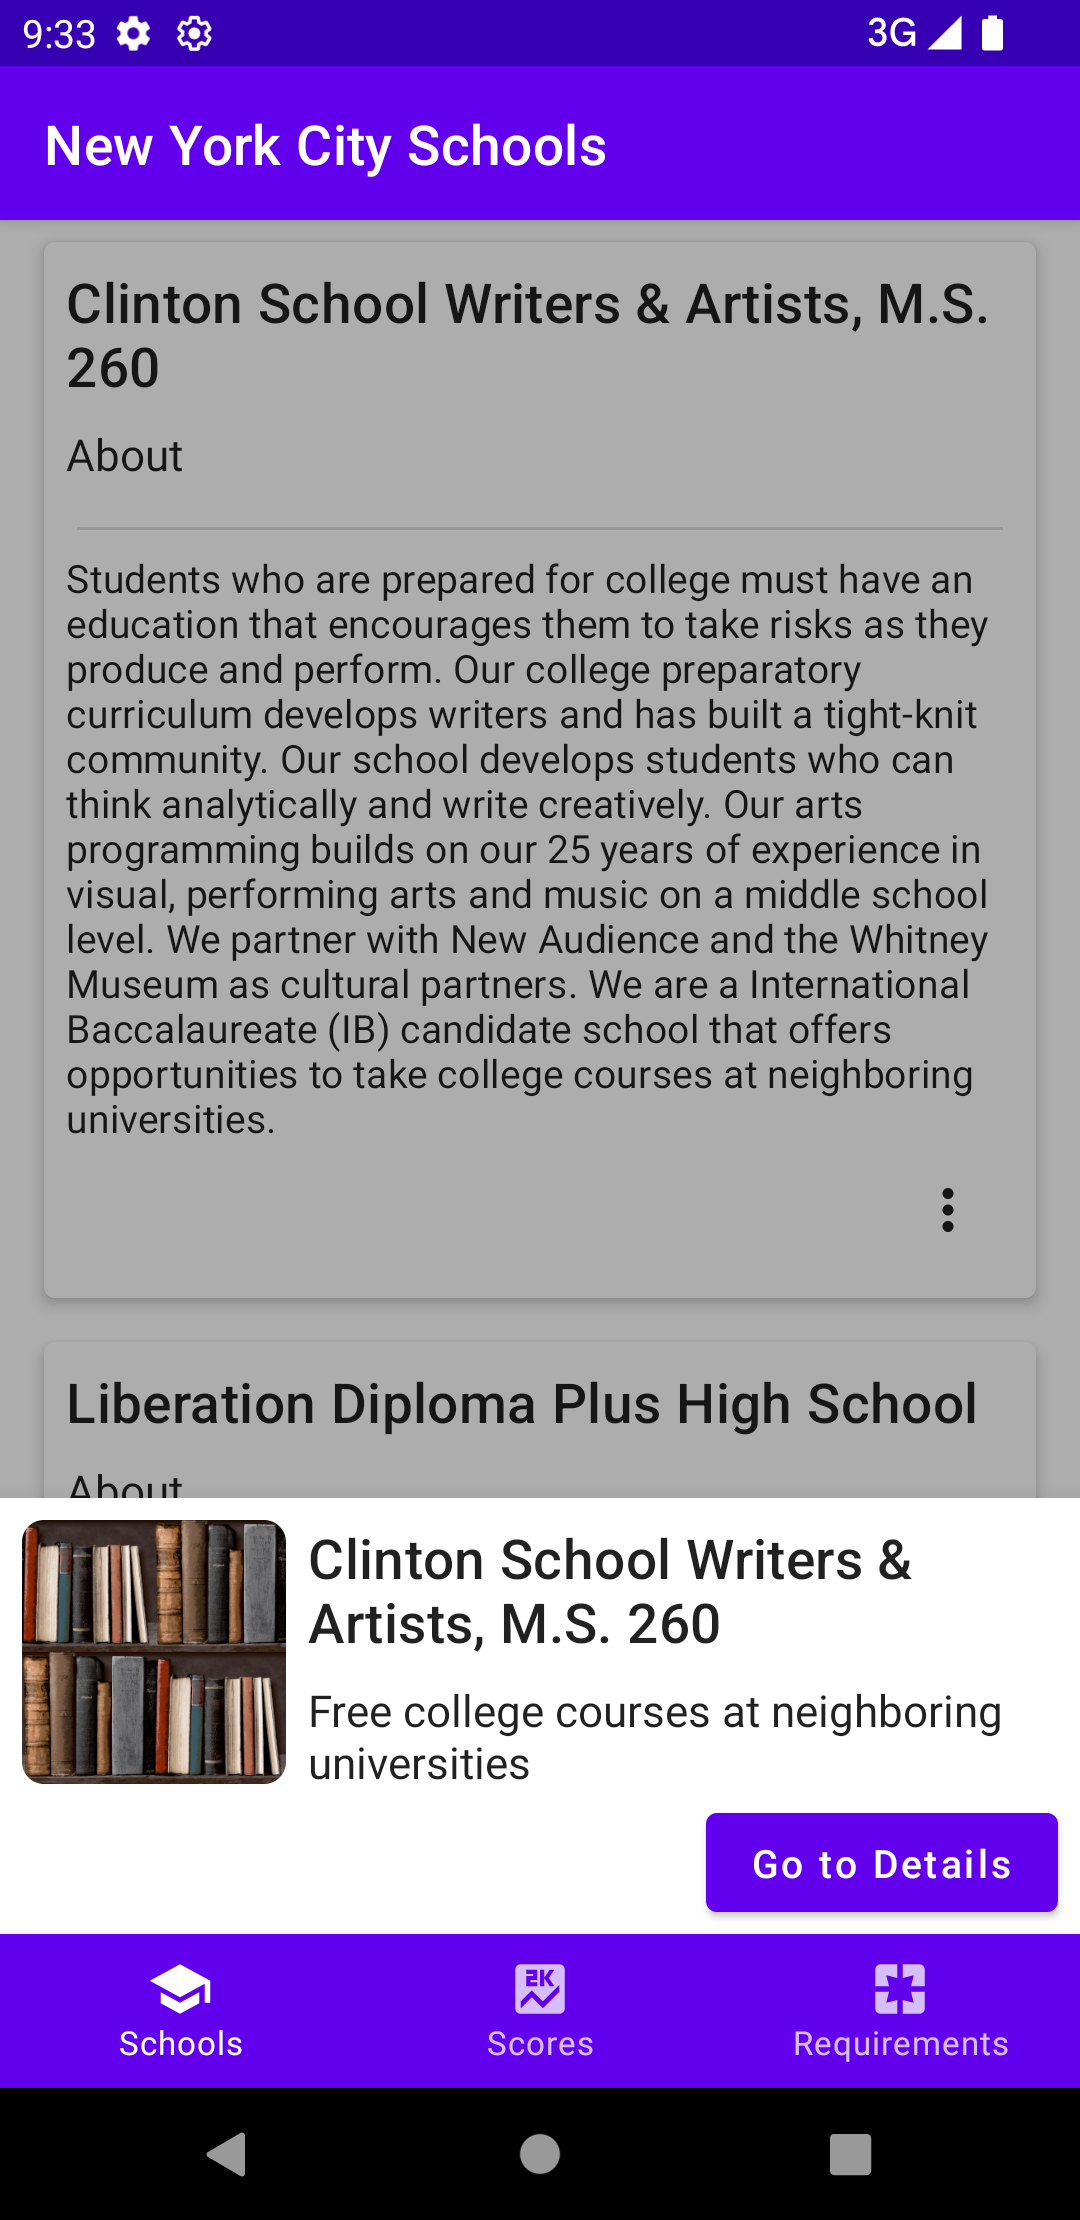 9:33
3G
New York City Schools
Clinton School Writers & Artists, M.S.
260
About
Students who are prepared for college must have an
education that encourages them to take risks as they
produce and perform. Our college preparatory
curriculum develops writers and has built a tight-knit
community. Our school develops students who can
think analytically and write creatively. Our arts
programming builds on our 25 years of experience in
visual, performing arts and music on a middle school
level. We partner with New Audience and the Whitney
Museum as cultural partners. We are a International
Baccalaureate (IB) candidate school that offers
opportunities to take college courses at neighboring
universities.
Liberation Diploma Plus High School
About
Clinton School Writers &
Artists, M.S. 260
Free college courses at neighboring
universities
Go to Details
2K
Schools
Scores
Requirements